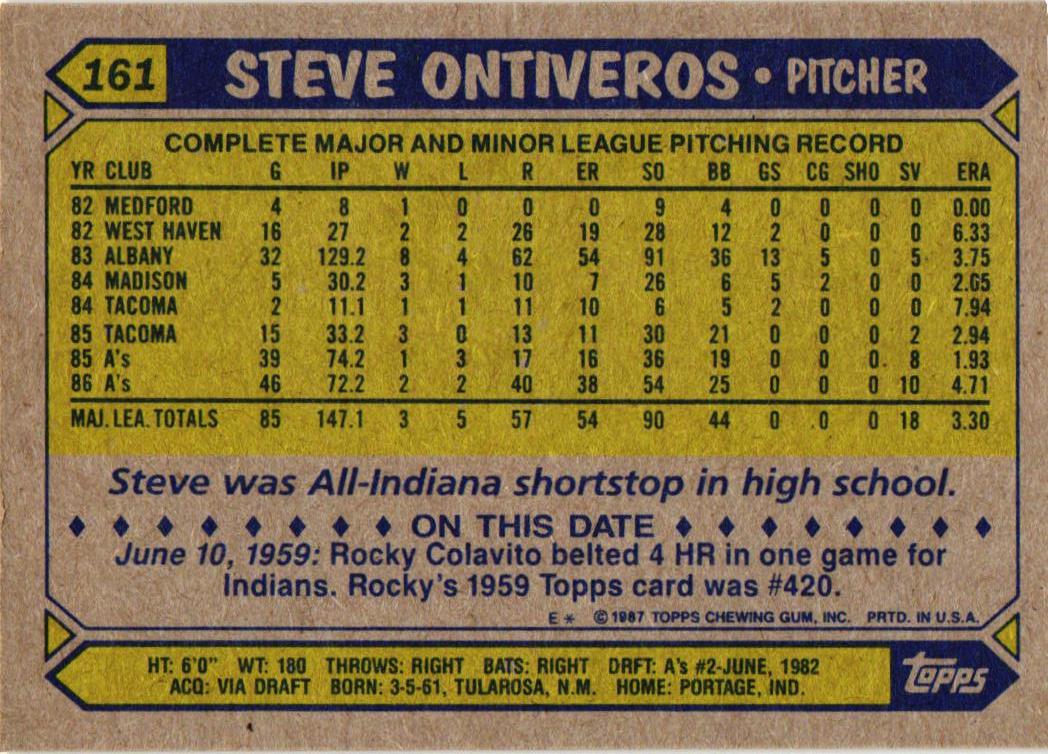 161 STEVE ONTIVEROS • PITCHER
COMPLETE MAJOR AND MINOR LEAGUE PITCHING RECORD
YR CLUB G IP W L R ER SO BB GS CG SHO SV ERA
82 MEDFORD 4 8 1 0 0 0 9 4 0 0 0 0 0.00
82 WEST HAVEN 16 27 2 2 26 19 28 12 2 0 0 0 6.33
83 ALBANY 32 129.2 8 4 62 54 91 36 13 5 0 5 3.75
84 MADISON 5 30.2 3 1 10 7 26 6 5 2 0 0 2.05
84 TACOMA 2 11.1 1 1 11 10 6 5 2 0 0 0 7.94
85 TACOMA 15 33.2 3 0 13 11 30 21 0 0 0 2 2.94
85 A's 39 74.2 1 3 17 16 36 19 0 0 0 8 1.93
86 A's 46 72.2 2 2 40 38 54 25 0 0 0 10 4.71
MAJ. LEA. TOTALS 85 147.1 3 5 57 54 90 44 0 0 0 18 3.30
Steve was All-Indiana shortstop in high school.
♦ ♦ ♦ ♦ ♦ ♦ ♦ ♦ ON THIS DATE ♦ ♦ ♦ ♦ ♦ ♦ ♦ ♦
June 10, 1959: Rocky Colavito belted 4 HR in one game for
Indians. Rocky's 1959 Topps card was #420.
E * © 1987 TOPPS CHEWING GUM, INC. PRTD. IN U.S.A.
HT: 6'0" WT: 180 THROWS: RIGHT BATS: RIGHT DRFT: A's #2-JUNE, 1982
ACQ: VIA DRAFT BORN: 3-5-61, TULAROSA, N.M. HOME: PORTAGE, IND.
topps